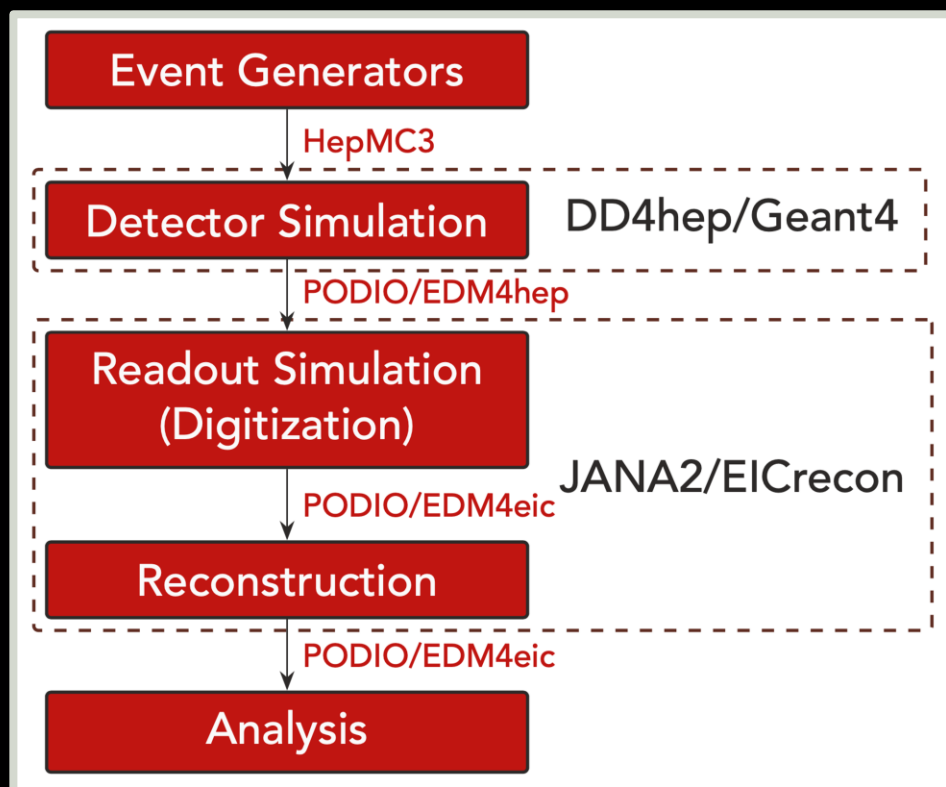 Event Generators
HepMC3
Detector Simulation
DD4hep/Geant4
PODIO/EDM4hep
Readout Simulation
(Digitization)
JANA2/EICrecon
PODIO/EDM4eic
Reconstruction
PODIO/EDM4eic
Analysis